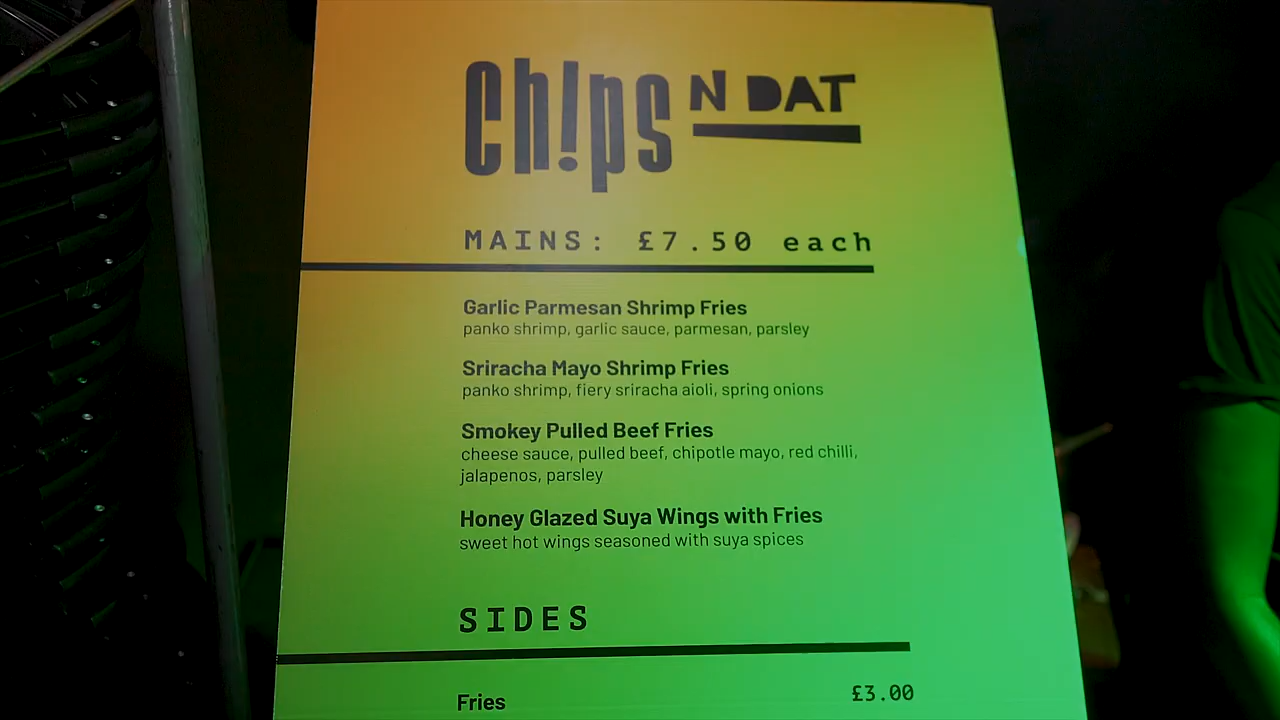 Ch!ps N DAT
MAINS: £7.50 each
Garlic Parmesan Shrimp Fries
panko shrimp, garlic sauce, parmesan, parsley
Sriracha Mayo Shrimp Fries
panko shrimp, fiery sriracha aioli, spring onions
Smokey Pulled Beef Fries
cheese sauce, pulled beef, chipotle mayo, red chilli,
jalapenos, parsley
Honey Glazed Suya Wings with Fries
sweet hot wings seasoned with suya spices
SIDES
Fries £3.00